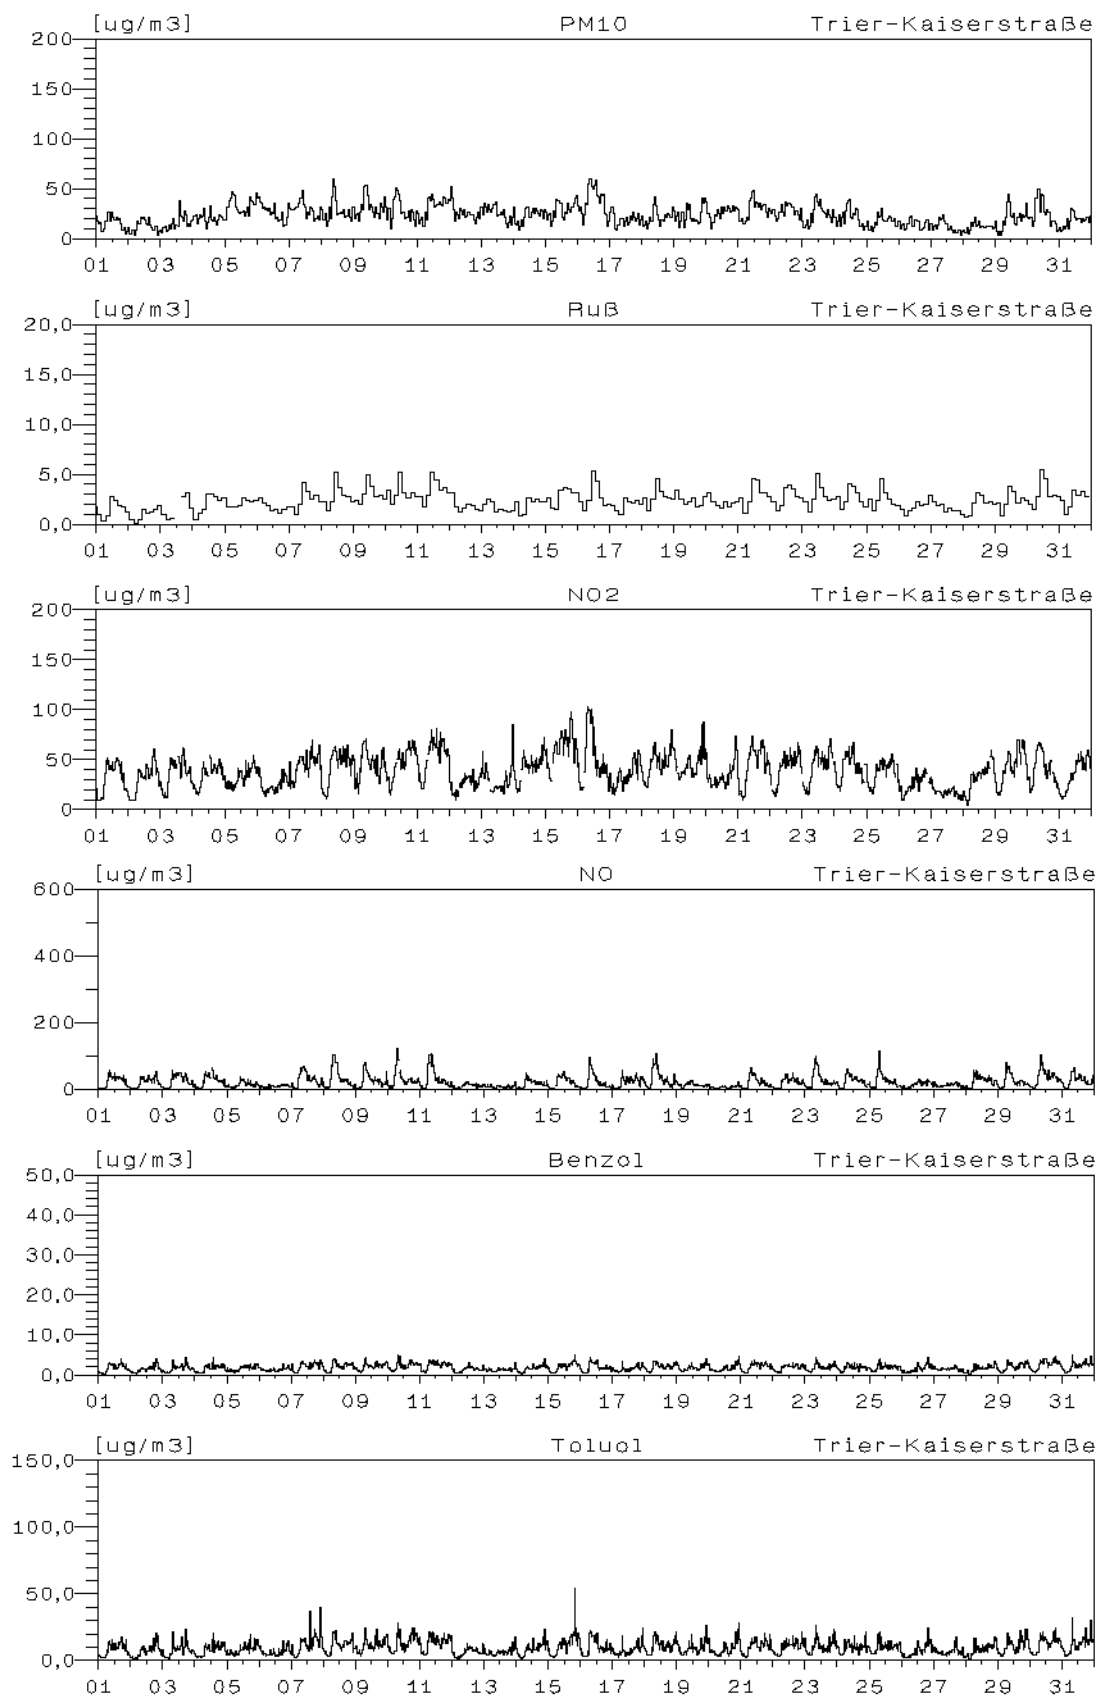 [ug/m3] PM10 Trier-Kaiserstraße
200
150
100
50
0
01 03 05 07 09 11 13 15 17 19 21 23 25 27 29 31
[ug/m3] Ruß Trier-Kaiserstraße
20,0
15,0
10,0
5,0
0,0
01 03 05 07 09 11 13 15 17 19 21 23 25 27 29 31
[ug/m3] NO2 Trier-Kaiserstraße
200
150
100
50
0
01 03 05 07 09 11 13 15 17 19 21 23 25 27 29 31
[ug/m3] NO Trier-Kaiserstraße
600
400
200
0
01 03 05 07 09 11 13 15 17 19 21 23 25 27 29 31
[ug/m3] Benzol Trier-Kaiserstraße
50,0
40,0
30,0
20,0
10,0
0,0
01 03 05 07 09 11 13 15 17 19 21 23 25 27 29 31
[ug/m3] Toluol Trier-Kaiserstraße
150,0
100,0
50,0
0,0
01 03 05 07 09 11 13 15 17 19 21 23 25 27 29 31